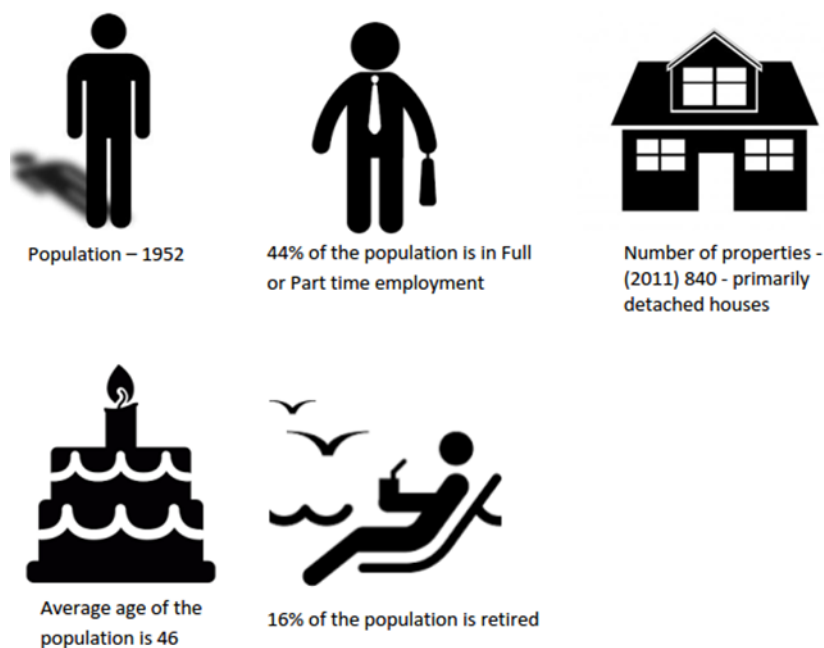 Population – 1952
44% of the population is in Full
or Part time employment
Number of properties -
(2011) 840 - primarily
detached houses
Average age of the
population is 46
16% of the population is retired